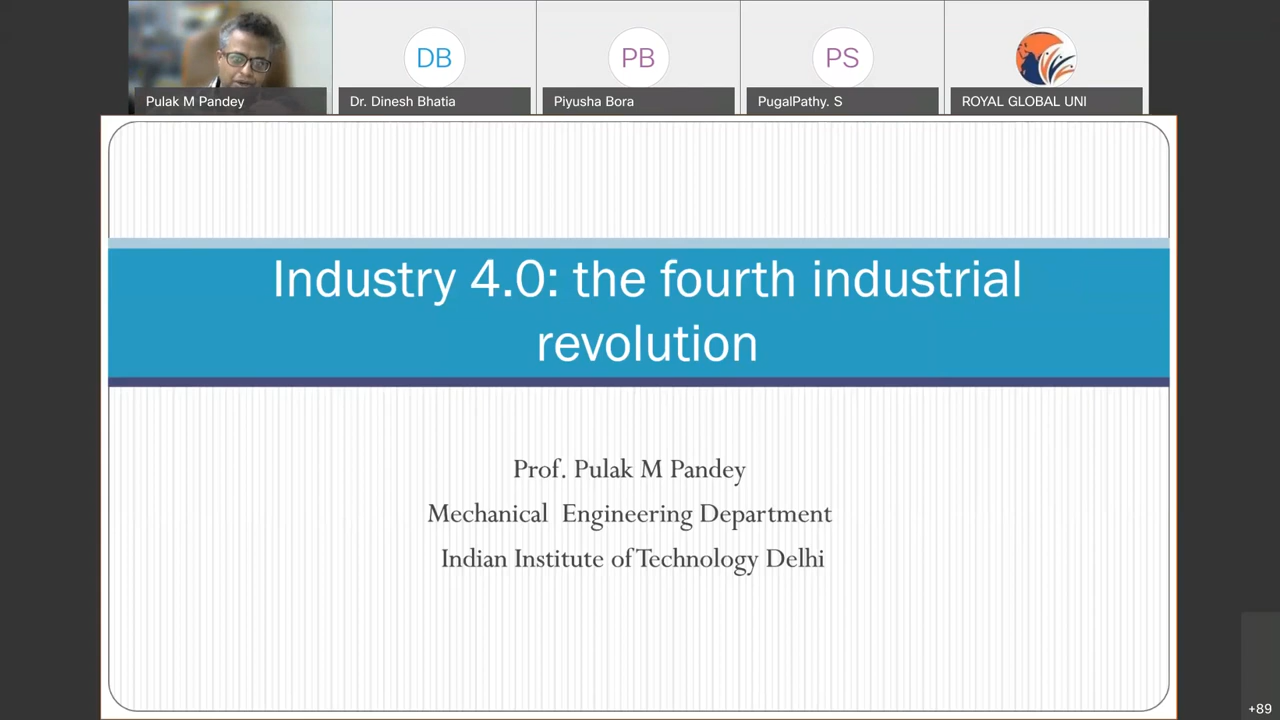 DB
PB
PS
Pulak M Pandey
Dr. Dinesh Bhatia
Piyusha Bora
PugalPathy. S
ROYAL GLOBAL UNI
Industry 4.0: the fourth industrial
revolution
Prof. Pulak M Pandey
Mechanical Engineering Department
Indian Institute of Technology Delhi
+89